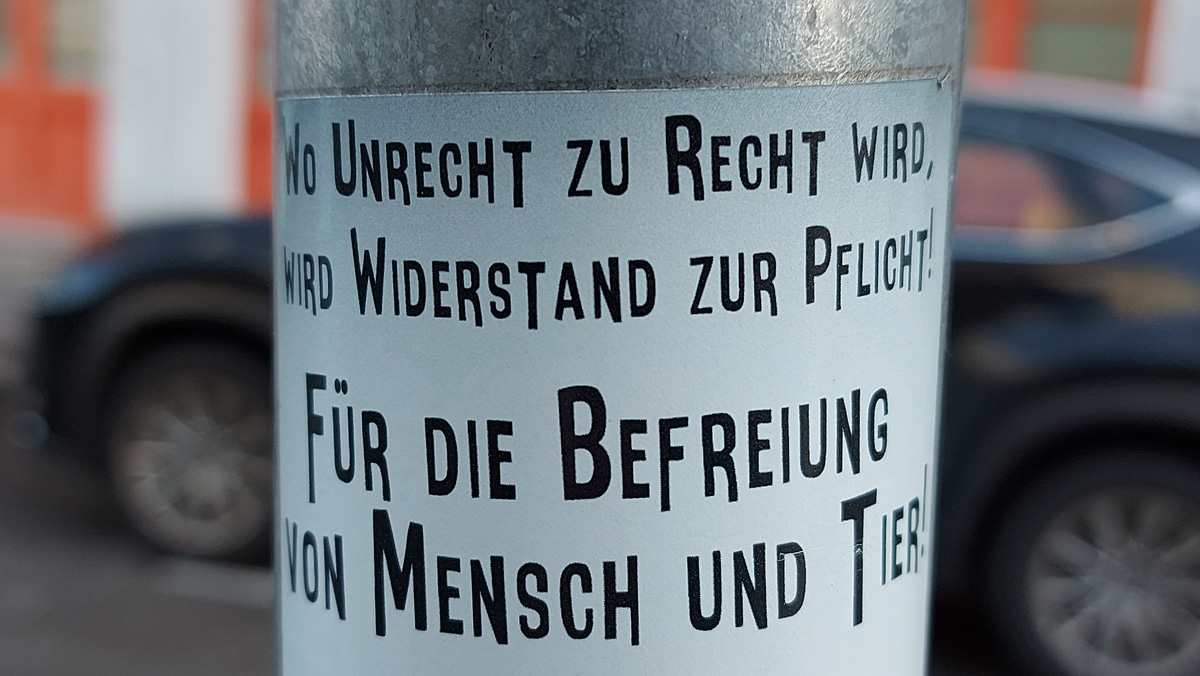 Wo Unrecht zu Recht wird,
wird Widerstand zur Pflicht!
Für die Befreiung
von Mensch und Tier!